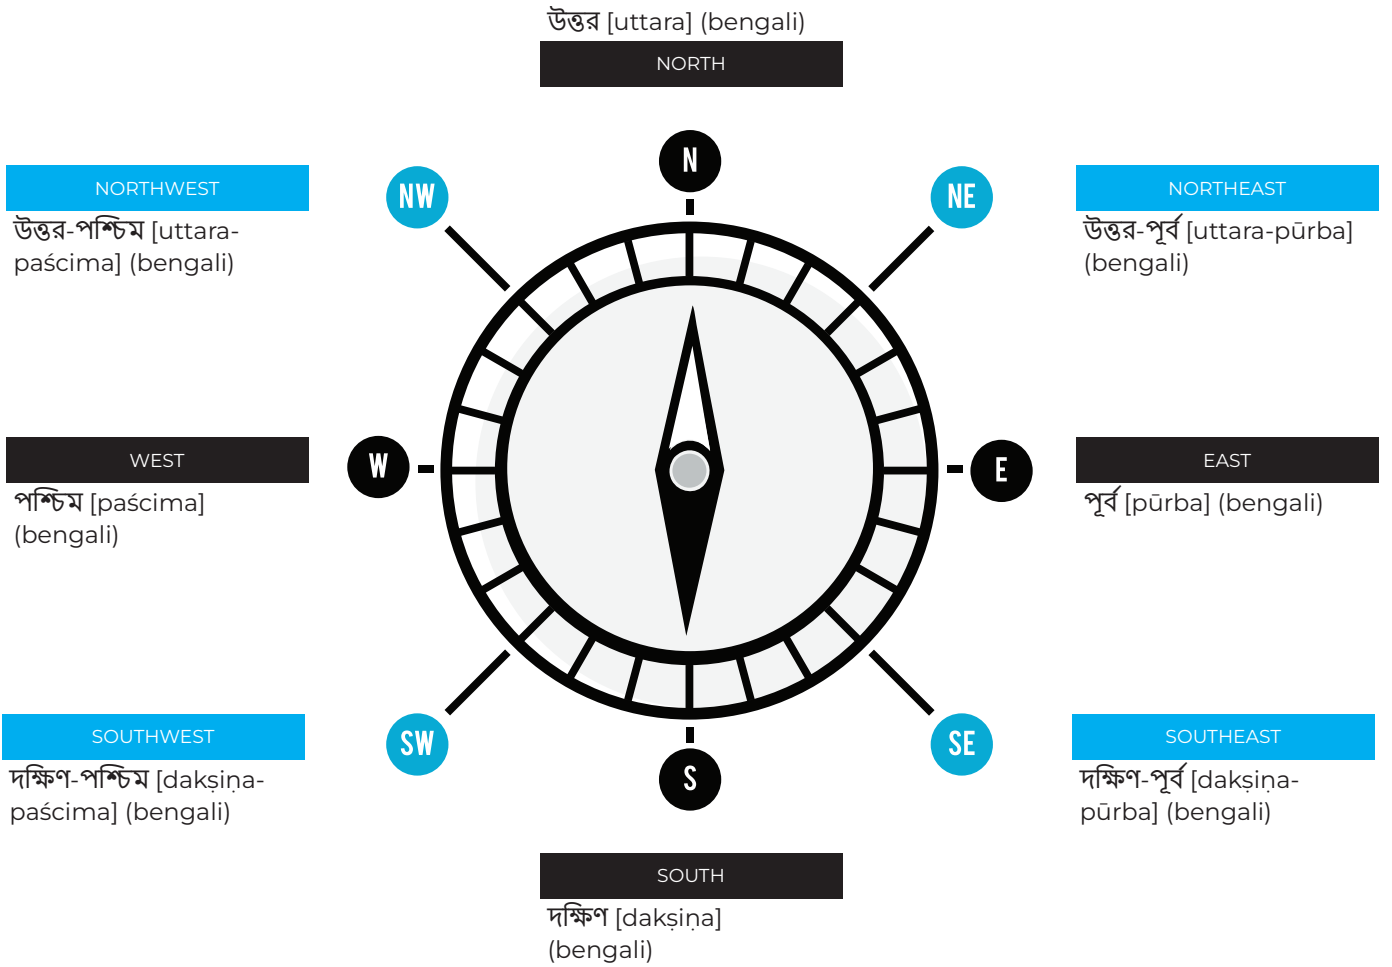 উত্তর [uttara] (bengali)
NORTH
N
NORTHWEST
NW
NE
NORTHEAST
উত্তর-পশ্চিম [uttara-
paścima] (bengali)
উত্তর-পূর্ব [uttara-pūrba]
(bengali)
WEST
W
E
EAST
পশ্চিম [paścima]
(bengali)
পূর্ব [pūrba] (bengali)
SOUTHWEST
SW
SE
SOUTHEAST
দক্ষিণ-পশ্চিম [dakṣiṇa-
paścima] (bengali)
S
দক্ষিণ-পূর্ব [dakṣiṇa-
pūrba] (bengali)
SOUTH
দক্ষিণ [dakṣiṇa]
(bengali)